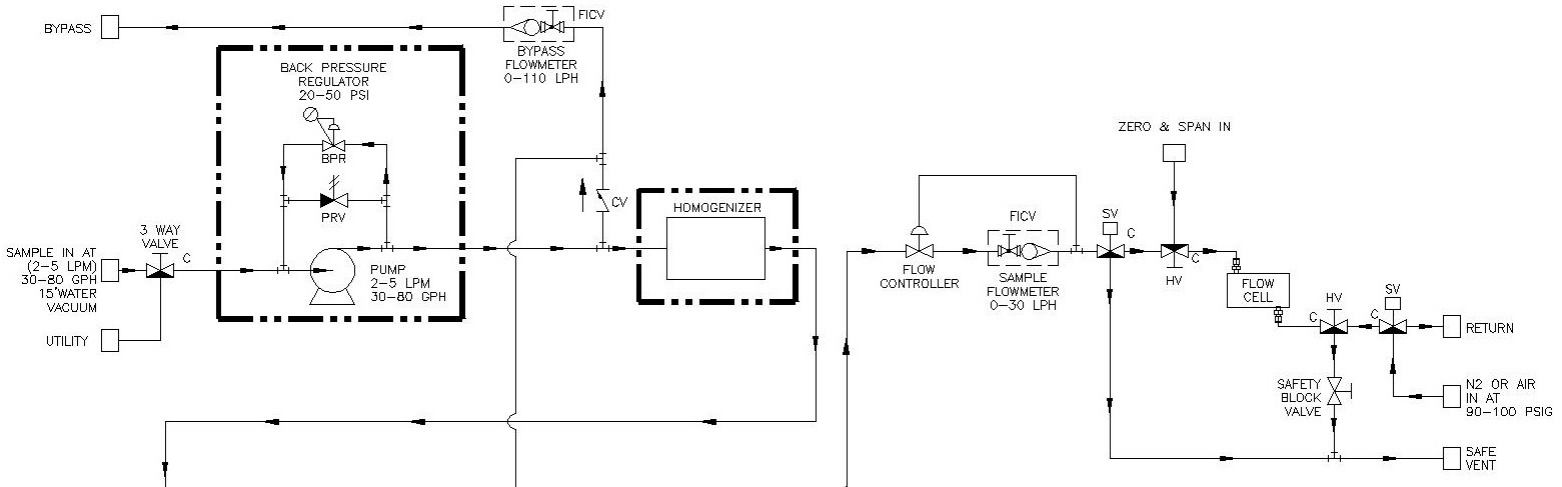 BYPASS
FICV
BYPASS
FLOWMETER
0-110 LPH
BACK PRESSURE
REGULATOR
20-50 PSI
BPR
PRV
3 WAY
VALVE
C
SAMPLE IN AT
(2-5 LPM)
30-80 GPH
15"WATER
VACUUM
UTILITY
PUMP
2-5 LPM
30-80 GPH
CV
HOMOGENIZER
FLOW
CONTROLLER
FICV
SAMPLE
FLOWMETER
0-30 LPH
ZERO & SPAN IN
SV
C
C
HV
FLOW
CELL
HV
C
SV
C
RETURN
SAFETY
BLOCK
VALVE
N2 OR AIR
IN AT
90-100 PSIG
SAFE
VENT